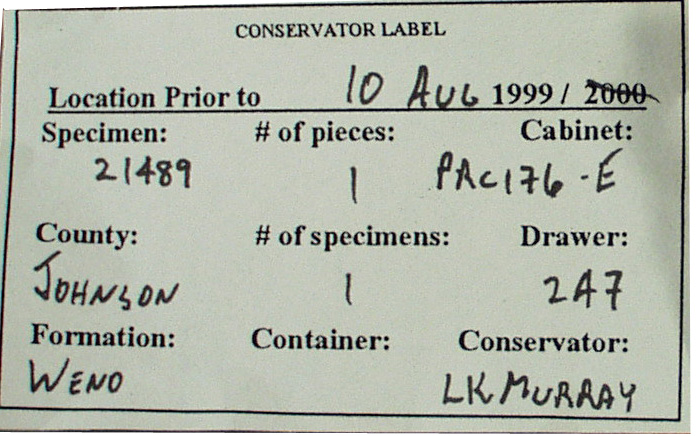 CONSERVATOR LABEL
Location Prior to 10 AUG 1999 / 2000
Specimen: # of pieces: Cabinet:
21489 1 PAC176-E
County: # of specimens: Drawer:
JOHNSON 1 247
Formation: Container: Conservator:
WENO LK MURRAY